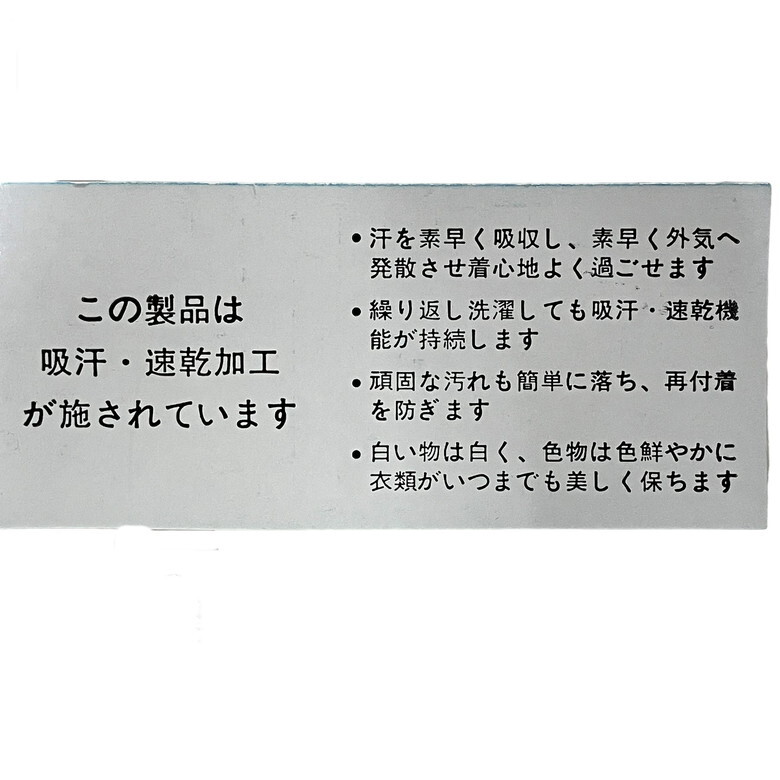 この製品は
吸汗・速乾加工
が施されています
•汗を素早く吸収し、素早く外気へ
発散させ着心地よく過ごせます
•繰り返し洗濯しても吸汗・速乾機
能が持続します
•頑固な汚れも簡単に落ち、再付着
を防ぎます
•白い物は白く、色物は色鮮やかに
衣類がいつまでも美しく保ちます